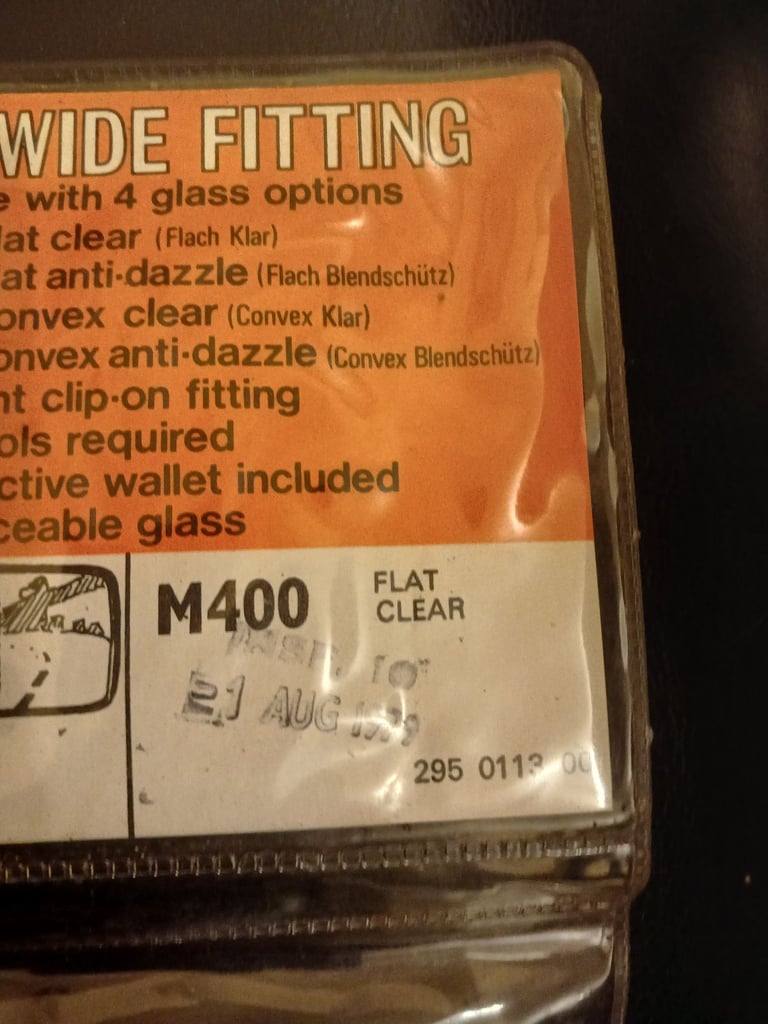 WIDE FITTING
e with 4 glass options
lat clear (Flach Klar)
at anti-dazzle (Flach Blendschütz)
onvex clear (Convex Klar)
onvex anti-dazzle (Convex Blendschütz)
nt clip-on fitting
ols required
ctive wallet included
ceable glass
M400
FLAT
CLEAR
21 AUG 1979
295 0113 00